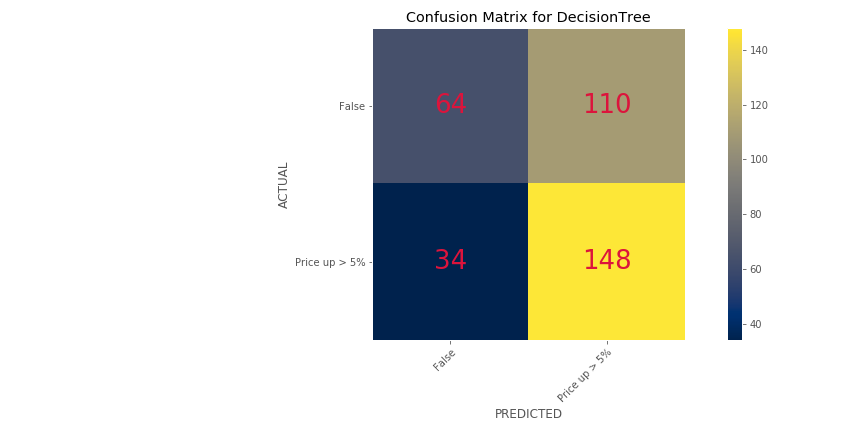 Confusion Matrix for DecisionTree
ACTUAL
False
64
110
Price up > 5%
34
148
False
Price up > 5%
PREDICTED
140
120
100
80
60
40